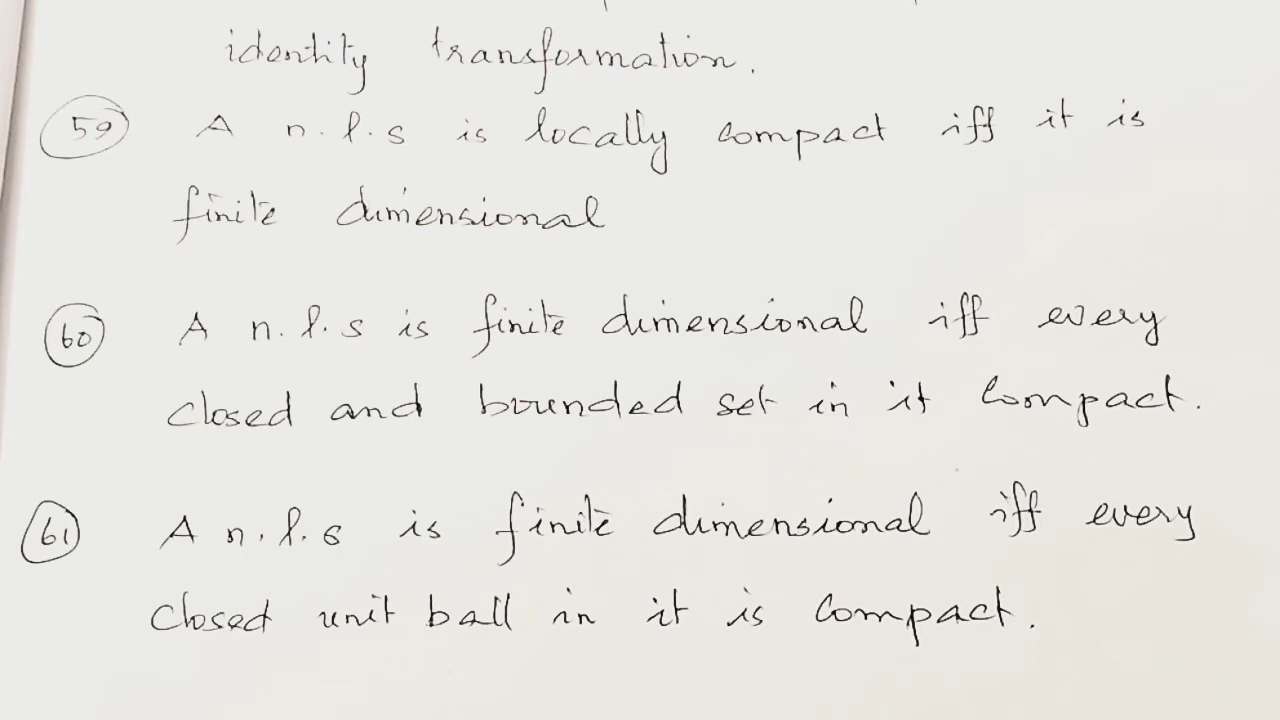 identity transformation.
59 A n.l.s is locally compact iff it is
finite dimensional
60 A n.l.s is finite dimensional iff every
closed and bounded set in it compact.
61 A n.l.s is finite dimensional iff every
closed unit ball in it is compact.